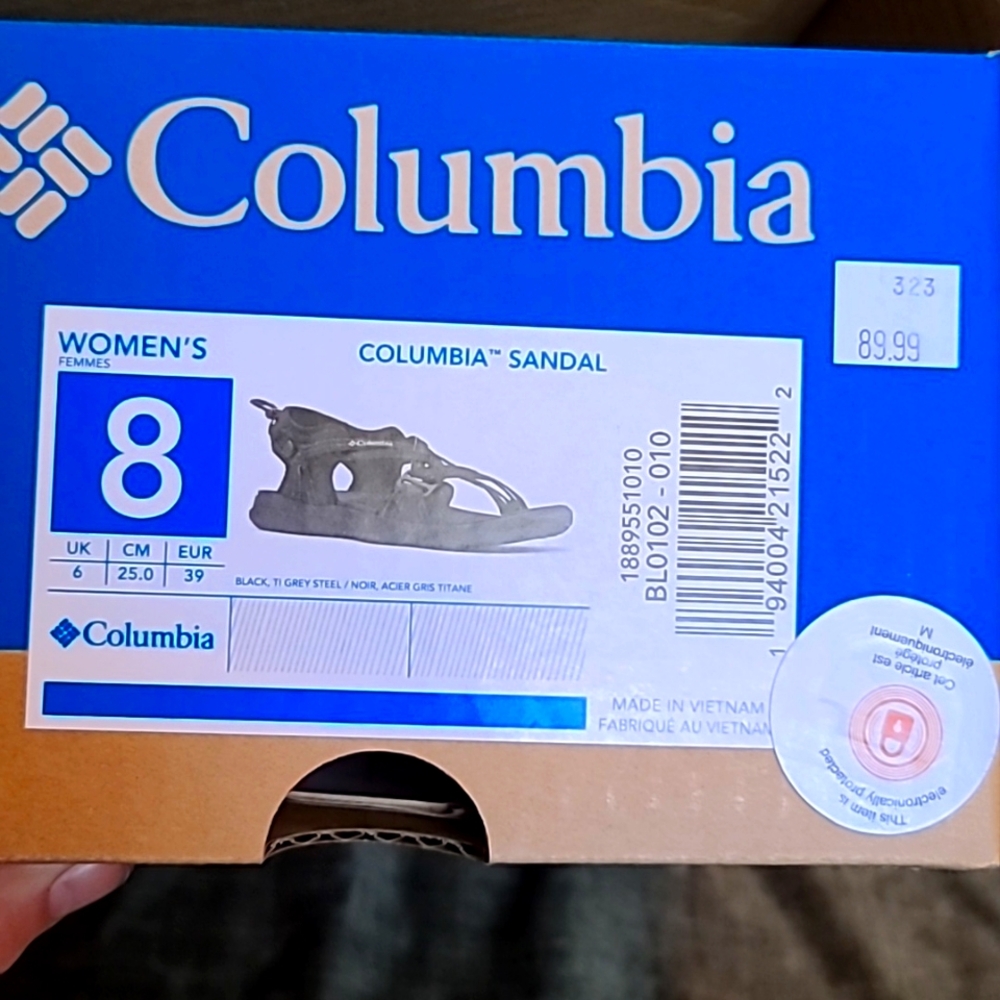 Columbia
323
89.99
WOMEN'S
FEMMES
COLUMBIA™ SANDAL
8
Columbia
UK CM EUR
6 25.0 39
BLACK, TI GREY STEEL / NOIR, ACIER GRIS TITANE
1889551010
BL0102 - 010
1 94004 21522 2
Columbia
MADE IN VIETNAM
FABRIQUÉ AU VIETNAM
This item is
electronically protected
Cet article est
protégé
électroniquement
M